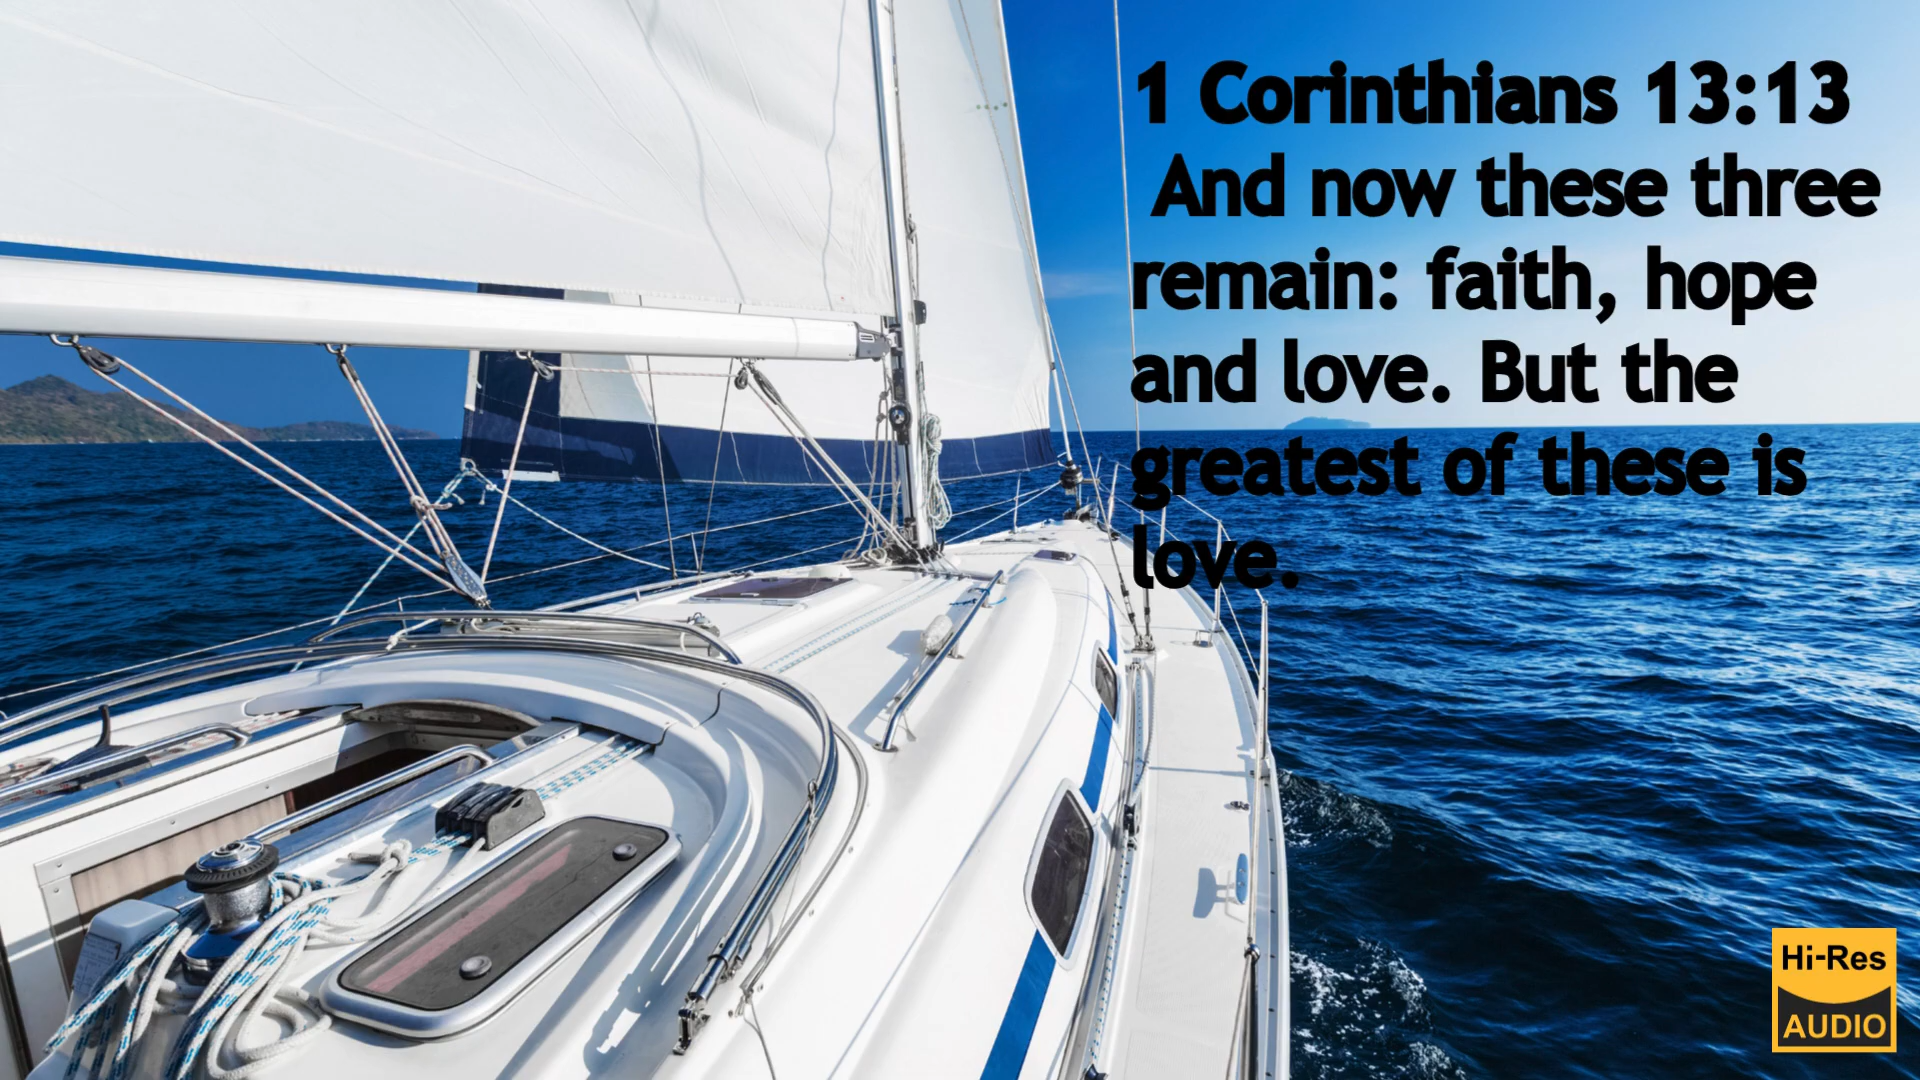 1 Corinthians 13:13
And now these three
remain: faith, hope
and love. But the
greatest of these is
love.
Hi-Res
AUDIO